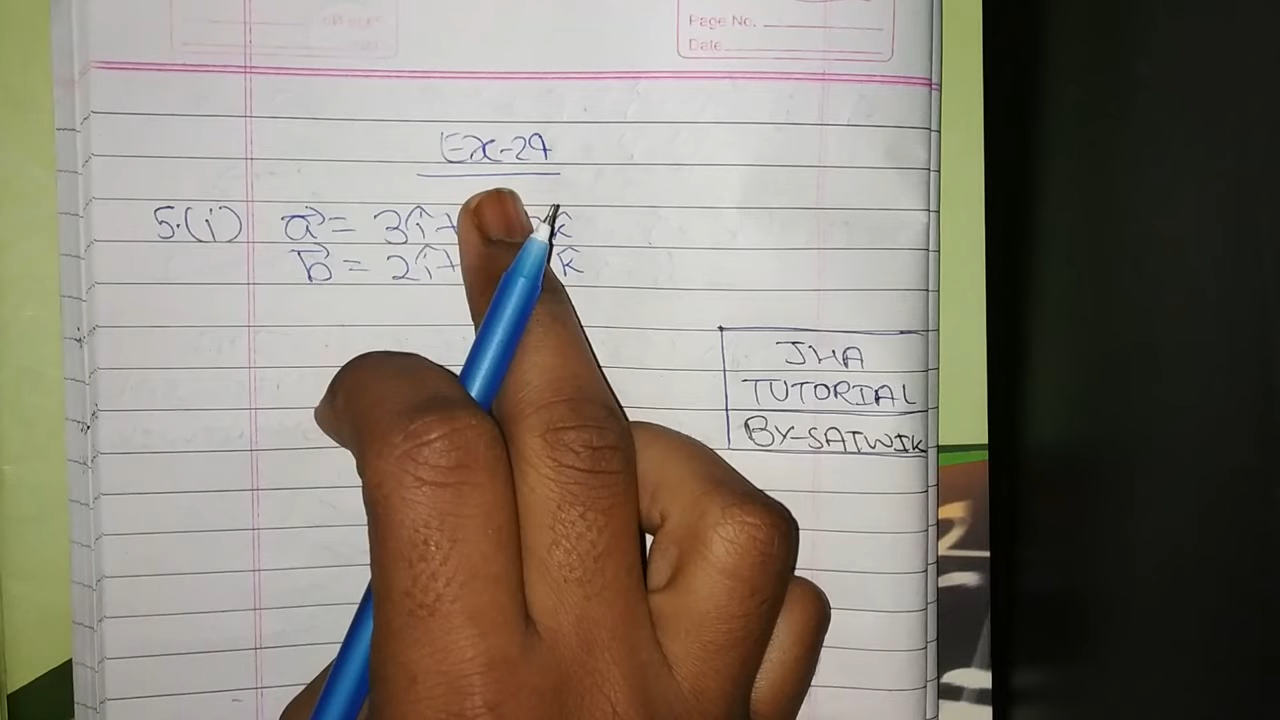 Page No.
Date
Ex-24
5.(i) a⃗ = 3î+ k̂
b⃗ = 2î+ k̂
JHA
TUTORIAL
BY-SATWIK